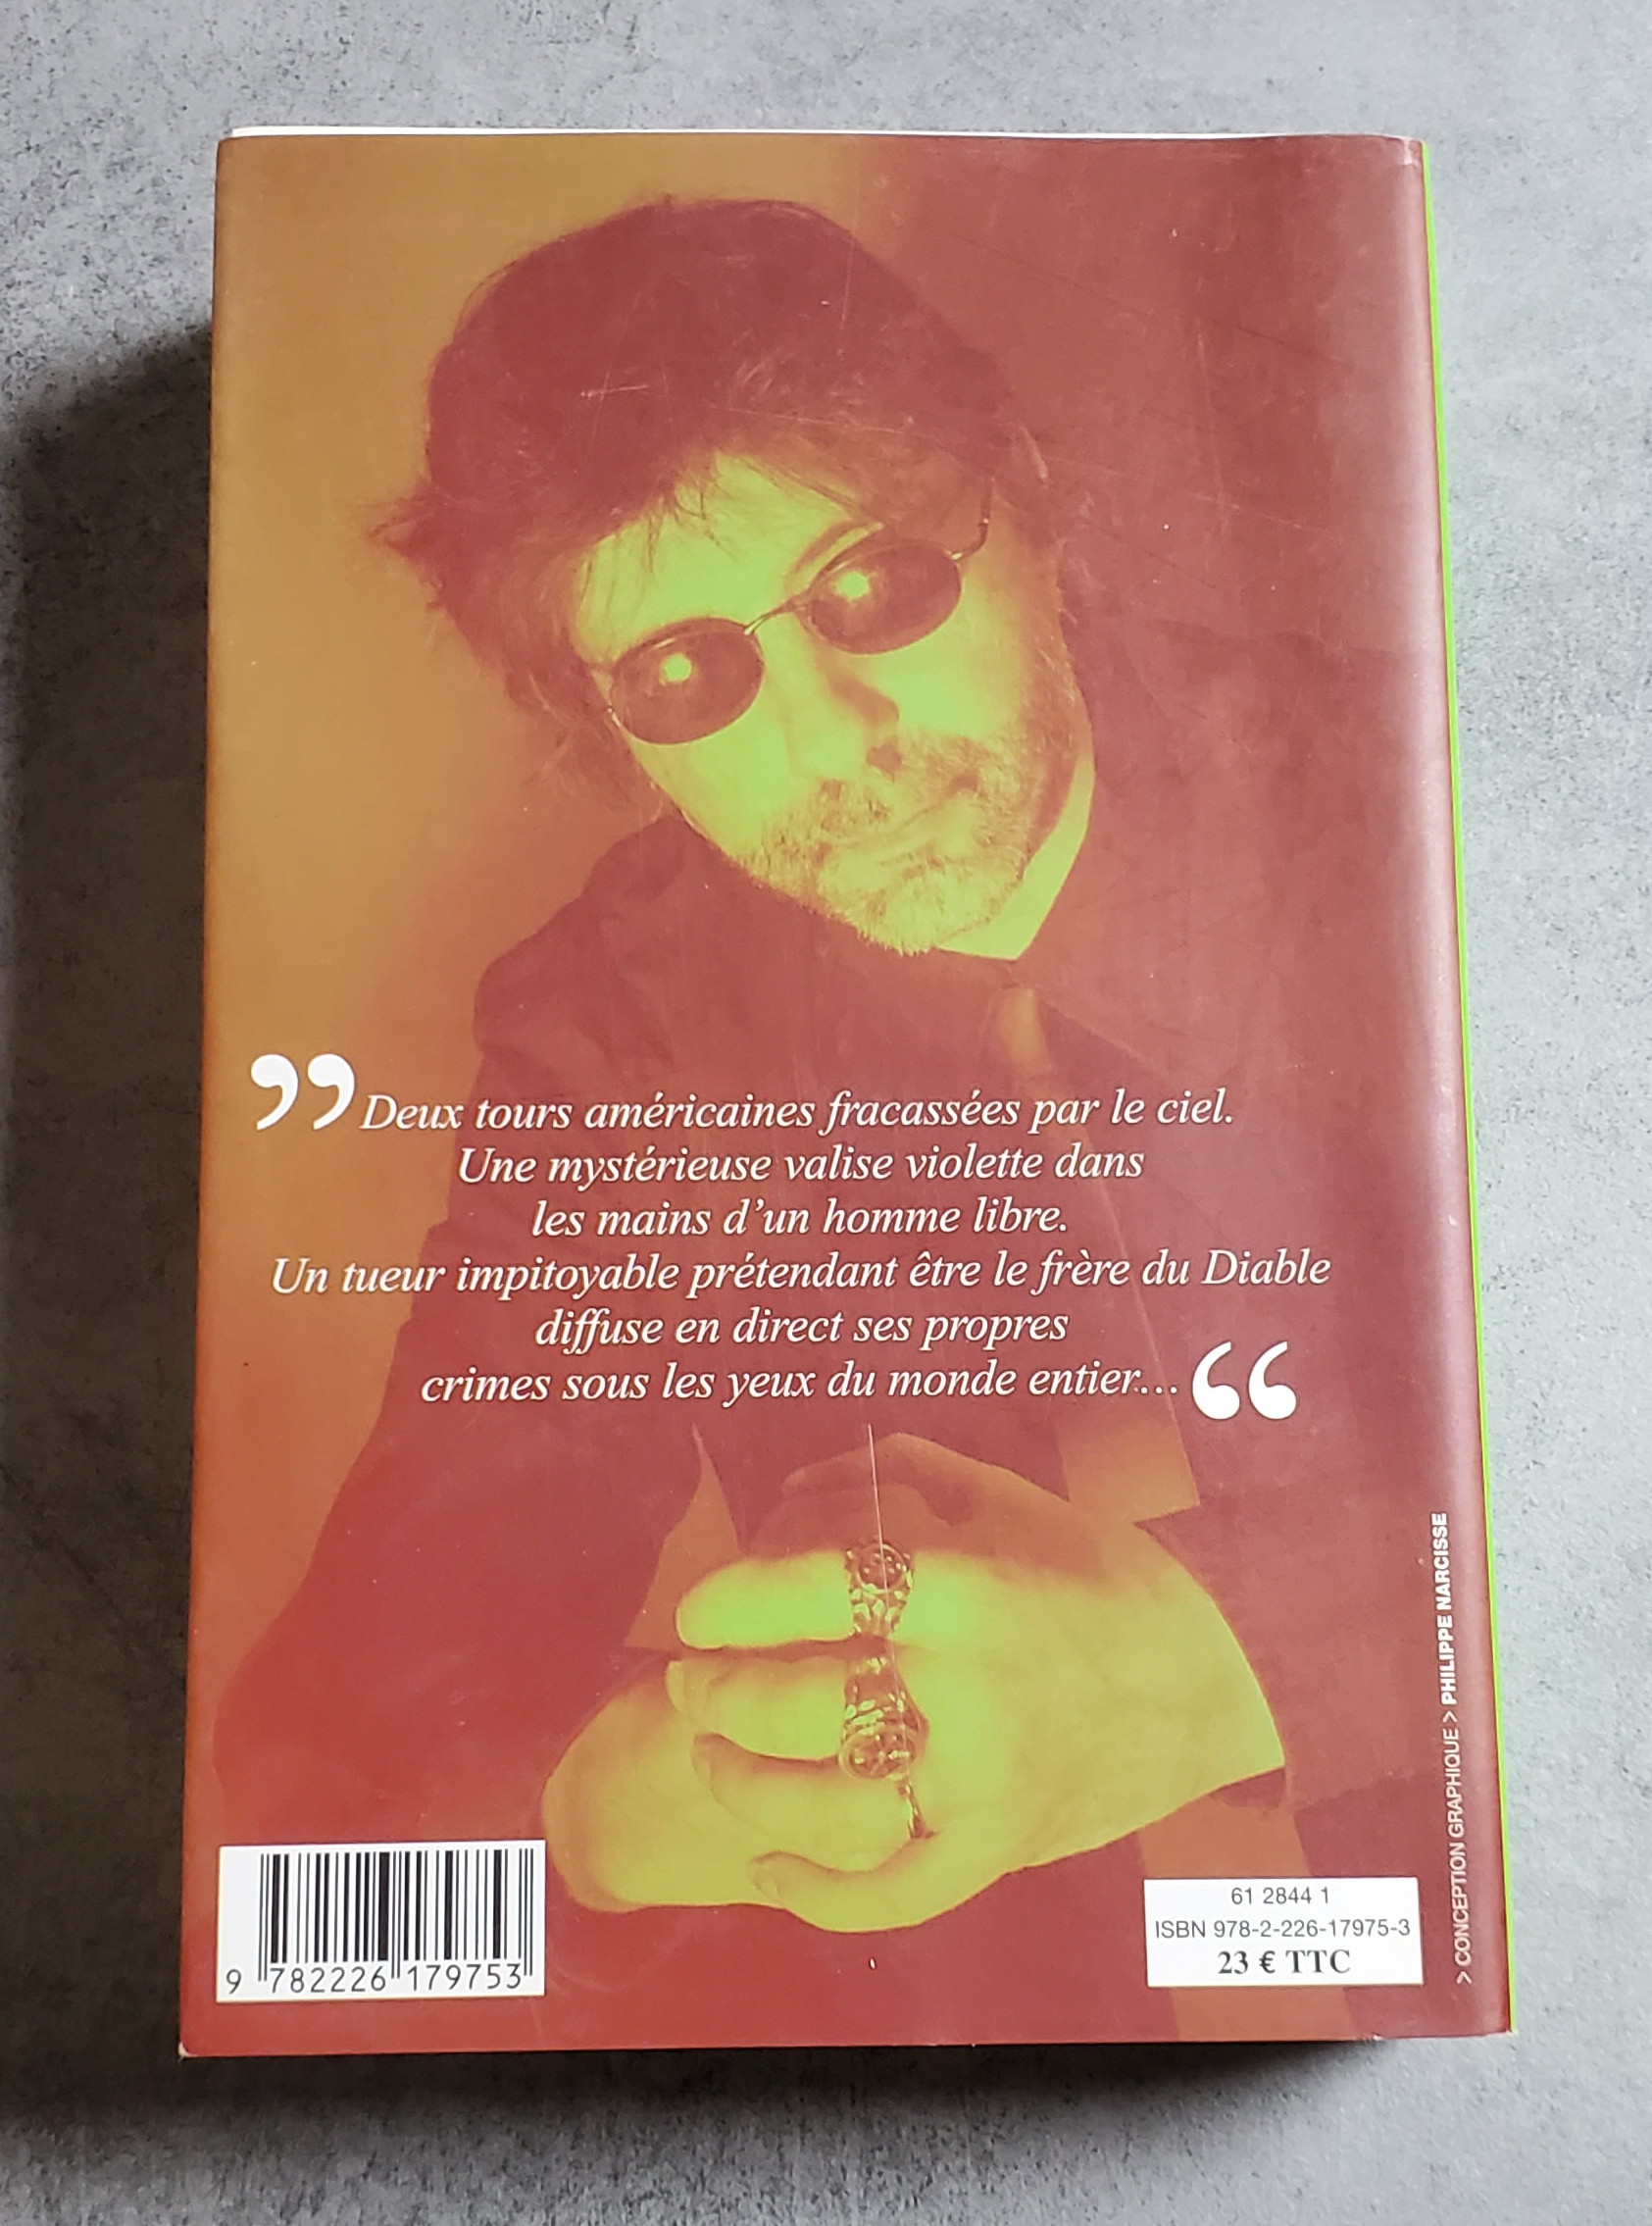 ”Deux tours américaines fracassées par le ciel.
Une mystérieuse valise violette dans
les mains d’un homme libre.
Un tueur impitoyable prétendant être le frère du Diable
diffuse en direct ses propres
crimes sous les yeux du monde entier...“
> CONCEPTION GRAPHIQUE > PHILIPPE NARCISSE
9 782226 179753
61 2844 1
ISBN 978-2-226-17975-3
23 € TTC